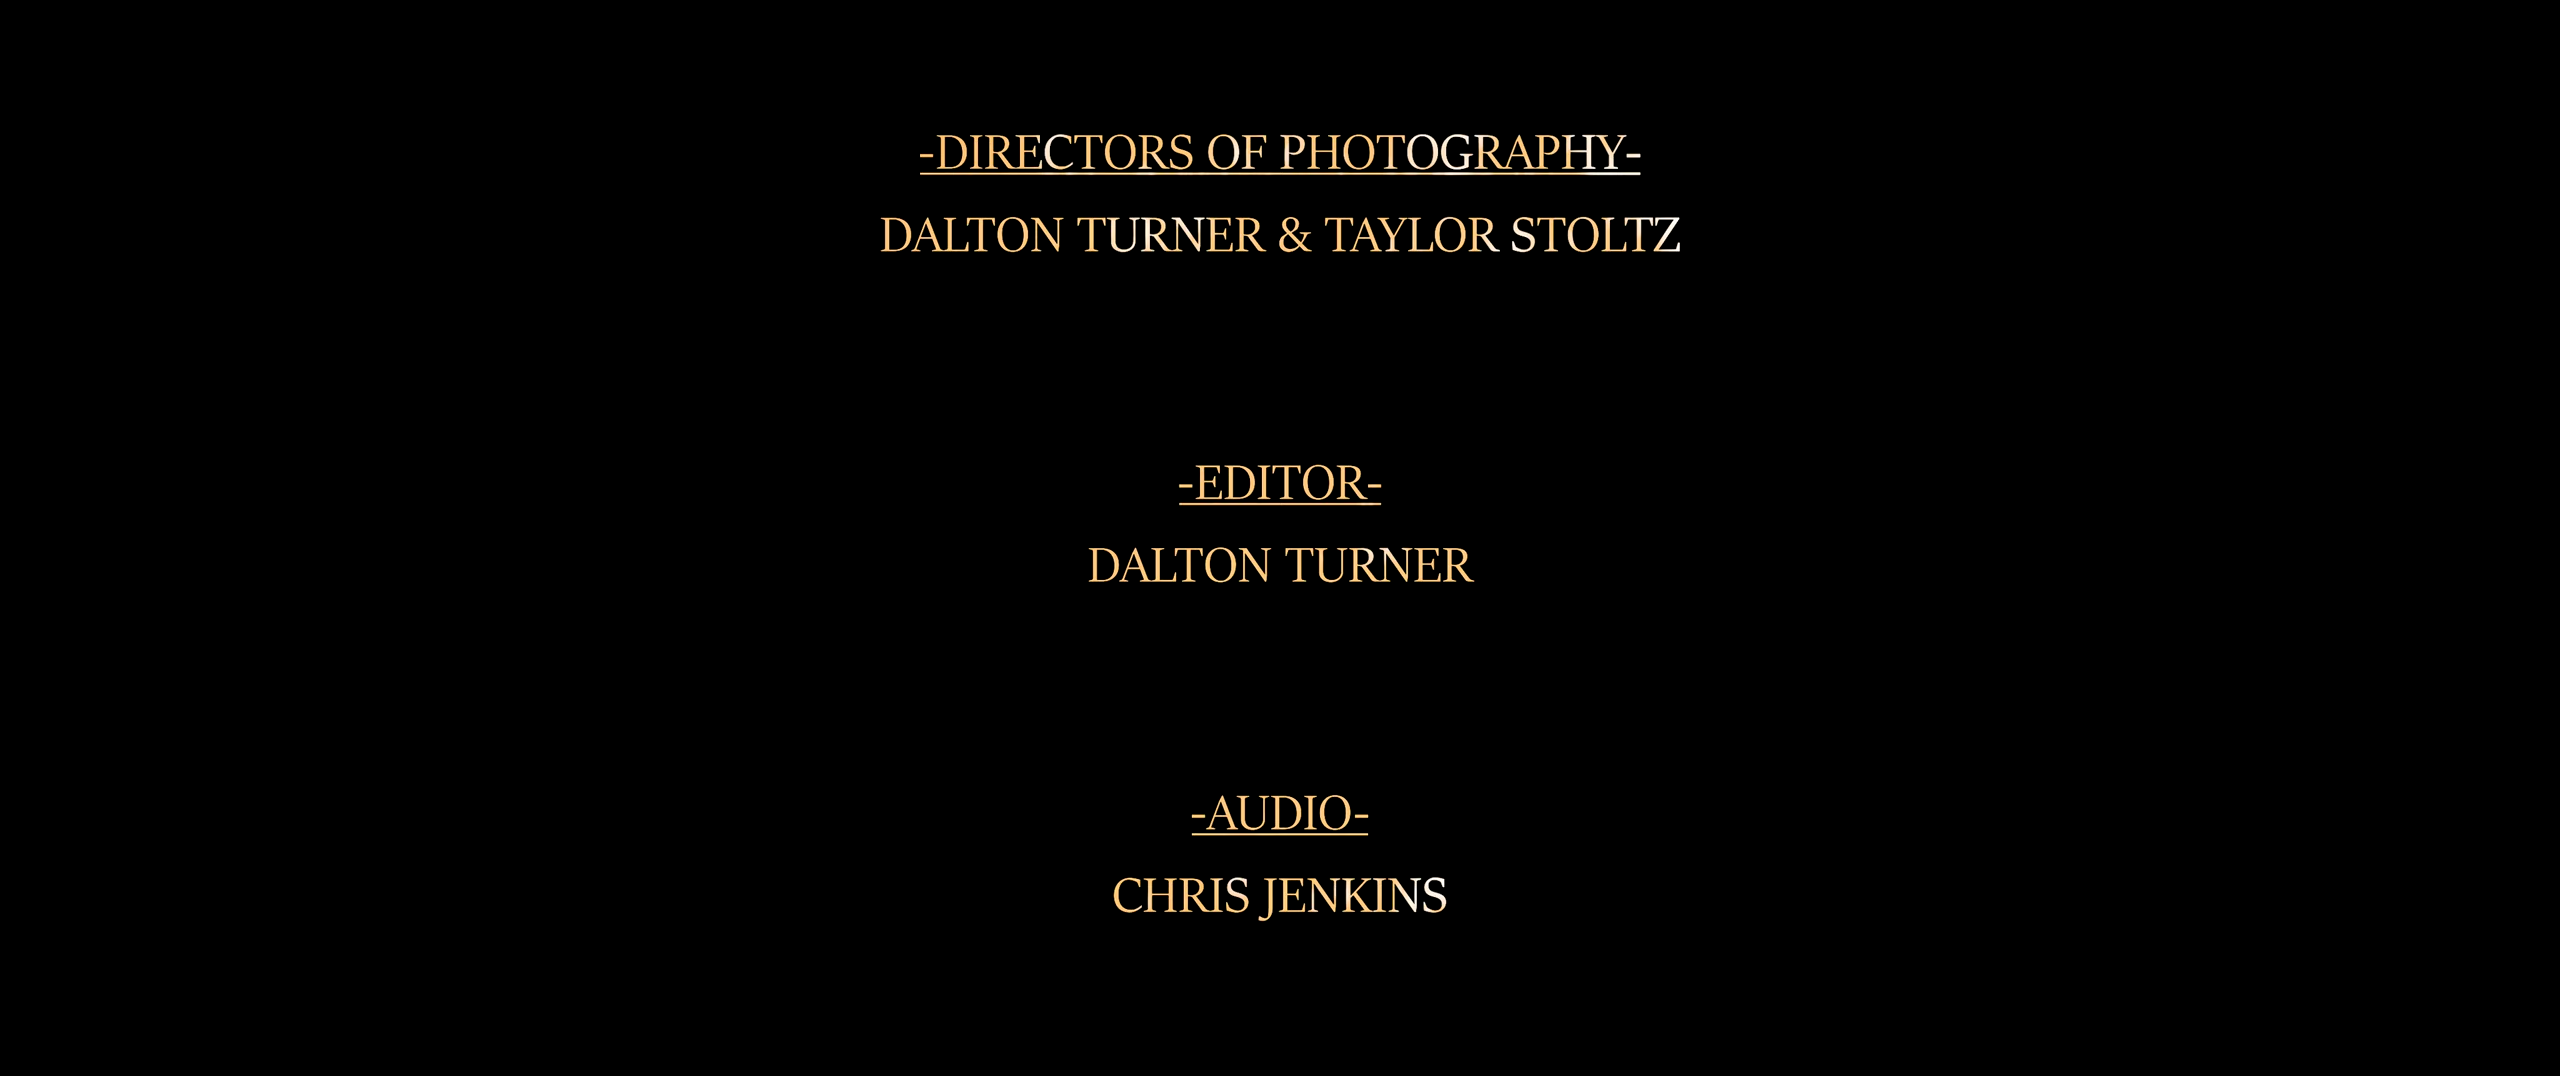 -DIRECTORS OF PHOTOGRAPHY-
DALTON TURNER & TAYLOR STOLTZ
-EDITOR-
DALTON TURNER
-AUDIO-
CHRIS JENKINS